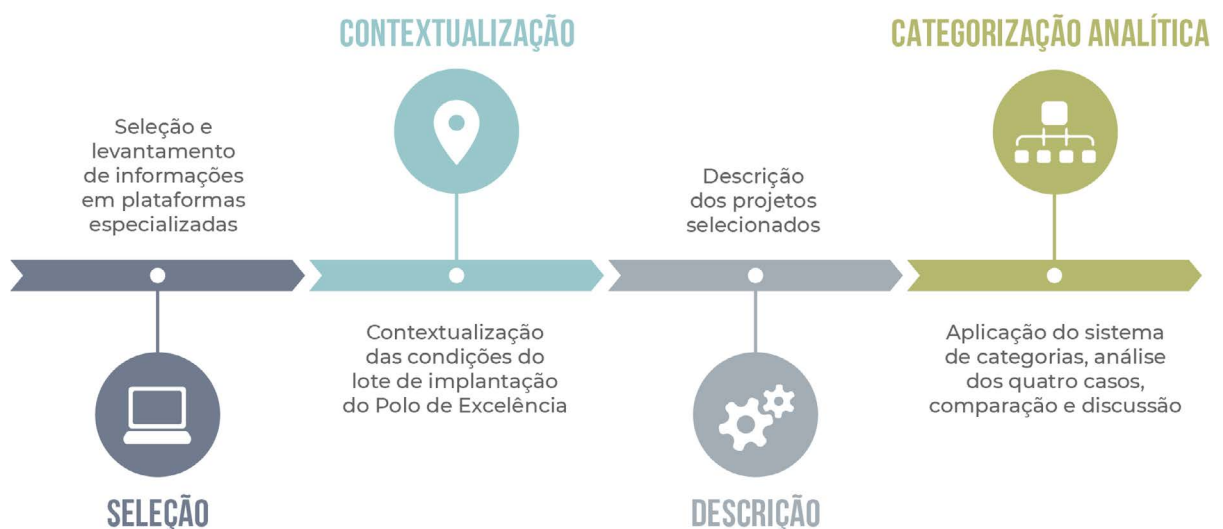 CONTEXTUALIZAÇÃO
CATEGORIZAÇÃO ANALÍTICA
Seleção e
levantamento
de informações
em plataformas
especializadas
Descrição
dos projetos
selecionados
Contextualização
das condições do
lote de implantação
do Polo de Excelência
Aplicação do sistema
de categorias, análise
dos quatro casos,
comparação e discussão
SELEÇÃO
DESCRIÇÃO